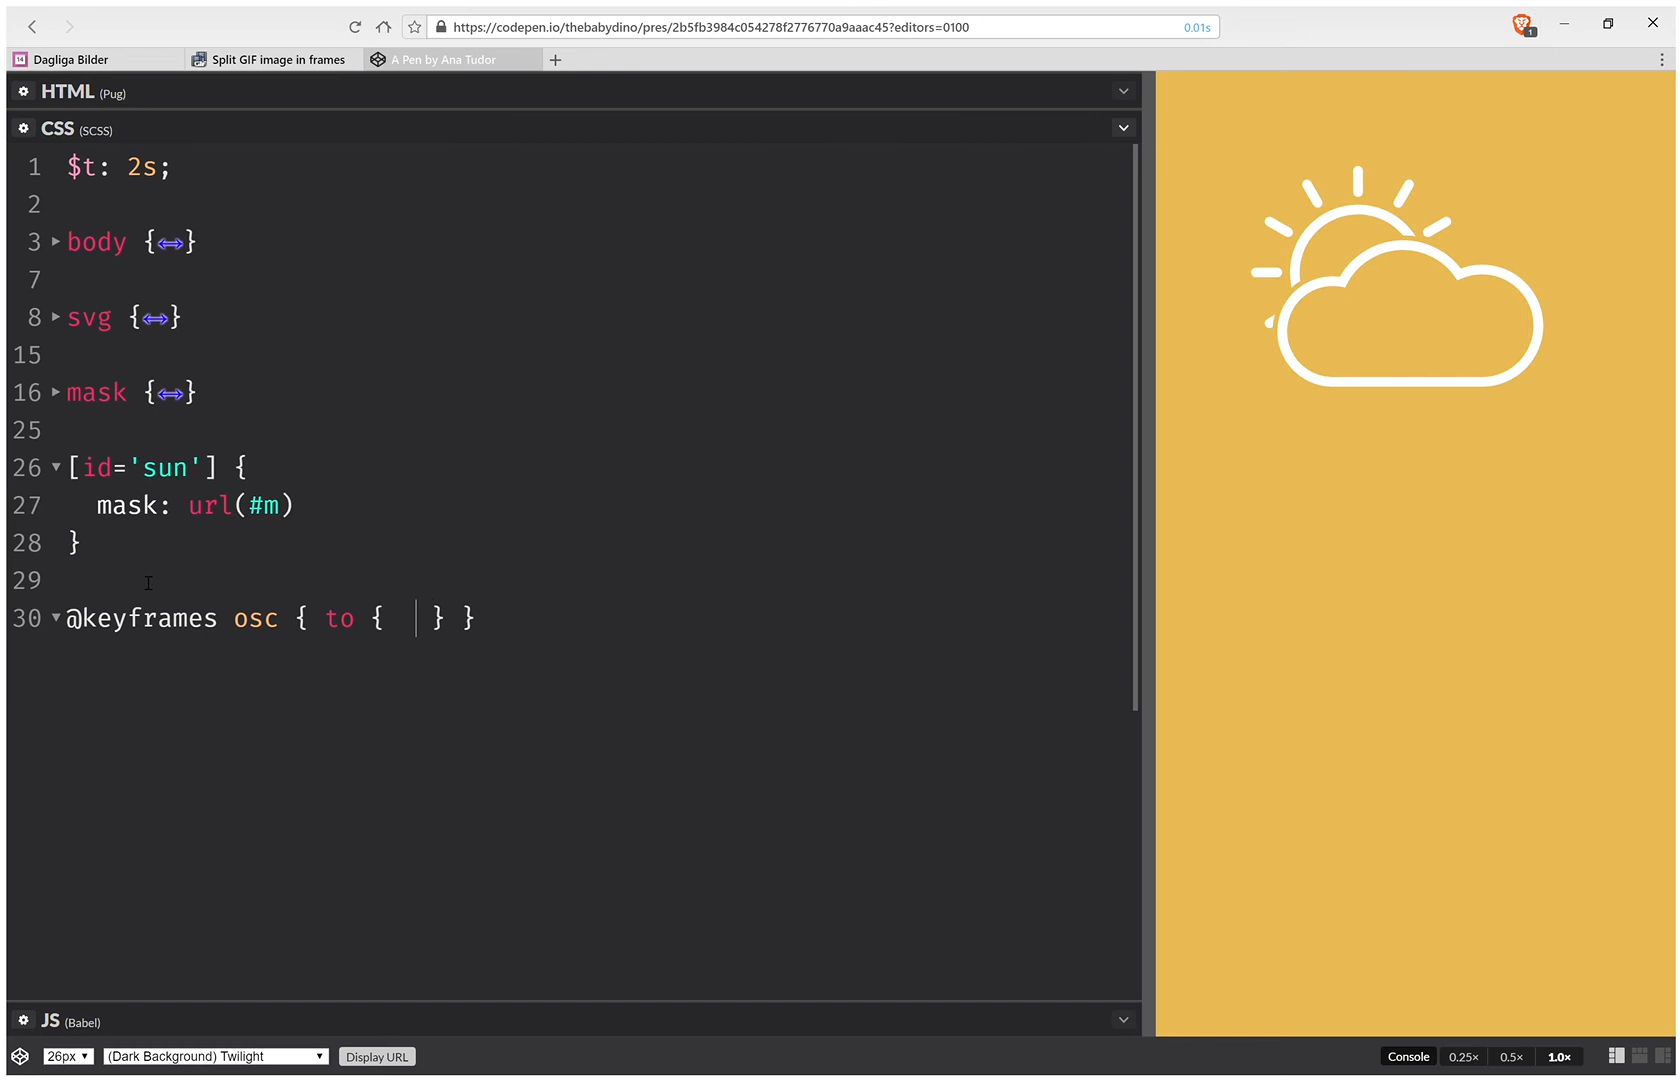 https://codepen.io/thebabydino/pres/2b5fb3984c054278f2776770a9aaac45?editors=0100 0.01s 1
14 Dagliga Bilder Split GIF image in frames A Pen by Ana Tudor +
HTML (Pug)
CSS (SCSS)
1 $t: 2s;
2
3 body {↔}
7
8 svg {↔}
15
16 mask {↔}
25
26 [id='sun'] {
27 mask: url(#m)
28 }
29
30 @keyframes osc { to { } }
JS (Babel)
26px (Dark Background) Twilight Display URL Console 0.25× 0.5× 1.0×